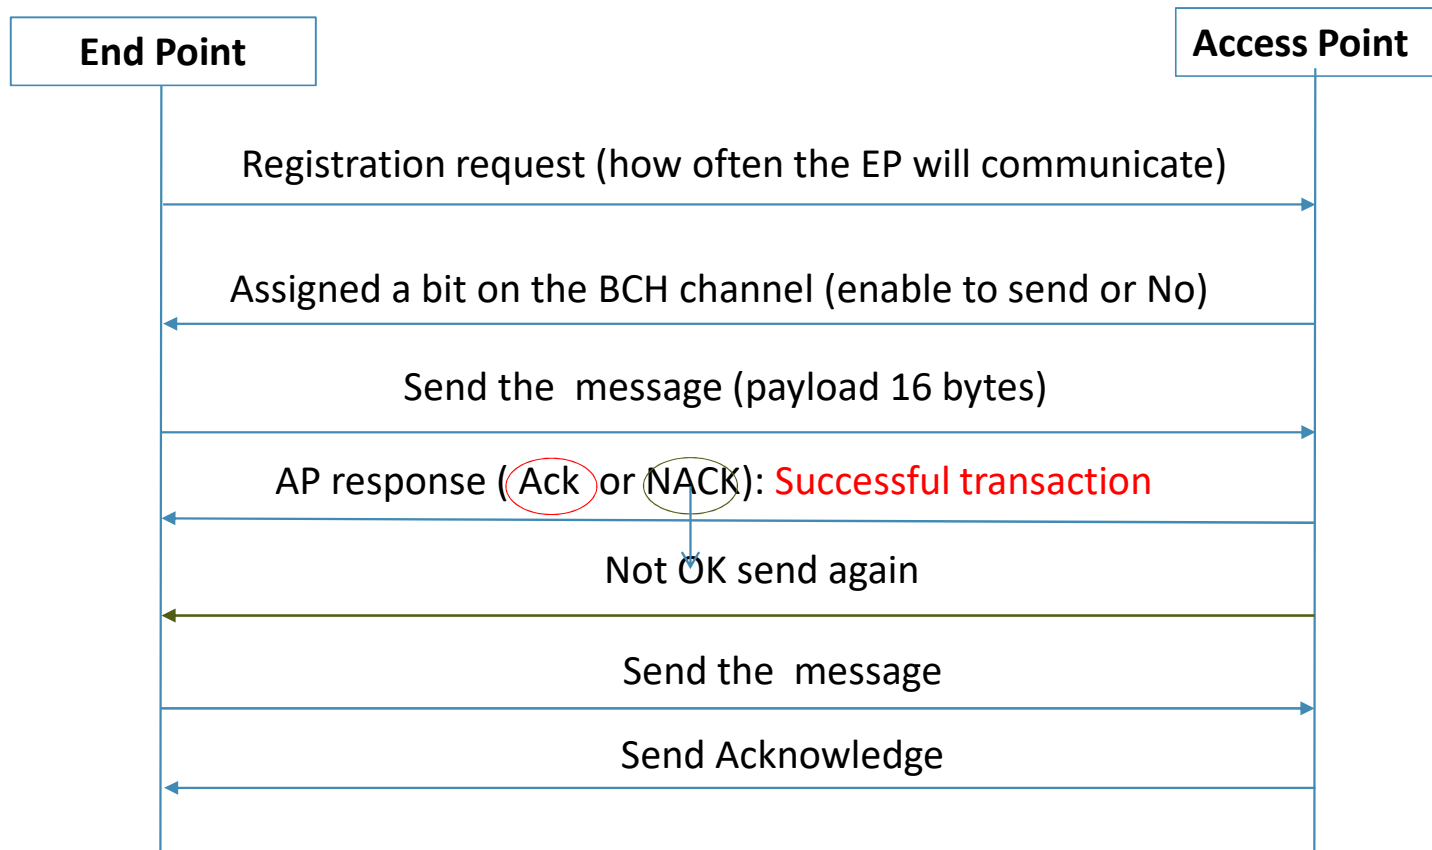 End Point
Access Point
Registration request (how often the EP will communicate)
Assigned a bit on the BCH channel (enable to send or No)
Send the  message (payload 16 bytes)
AP response ( Ack or NACK): Successful transaction
Not OK send again
Send the  message
Send Acknowledge